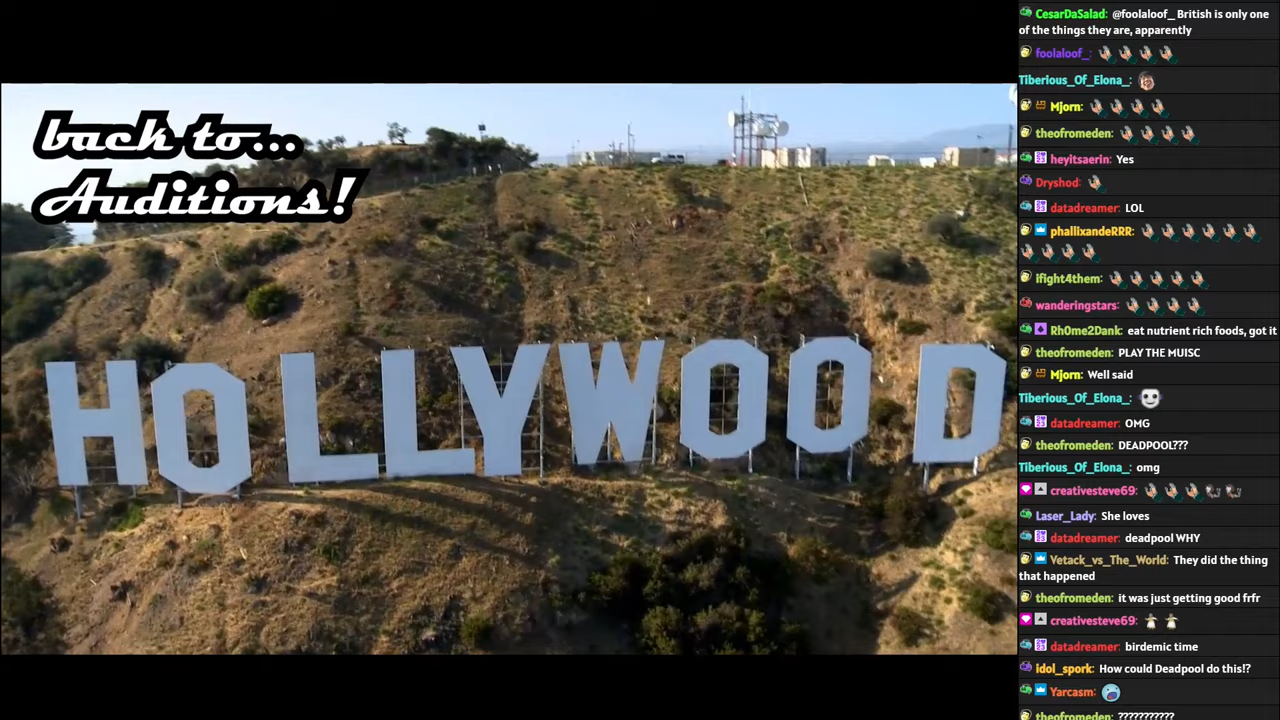 back to...
Auditions!
HOLLYWOOD
CesarDaSalad: @foolaloof_ British is only one
of the things they are, apparently
foolaloof_:
Tiberious_Of_Elona_:
Mjorn:
theofromeden:
heyitsaerin: Yes
Dryshod:
datadreamer: LOL
phallixandeRRR:
ifight4them:
wanderingstars:
Rh0me2Dank: eat nutrient rich foods, got it
theofromeden: PLAY THE MUISC
Mjorn: Well said
Tiberious_Of_Elona_:
datadreamer: OMG
theofromeden: DEADPOOL???
Tiberious_Of_Elona_: omg
creativesteve69:
Laser_Lady: She loves
datadreamer: deadpool WHY
Vetack_vs_The_World: They did the thing
that happened
theofromeden: it was just getting good frfr
creativesteve69:
datadreamer: birdemic time
idol_spork: How could Deadpool do this!?
Yarcasm:
theofromeden: ???????????